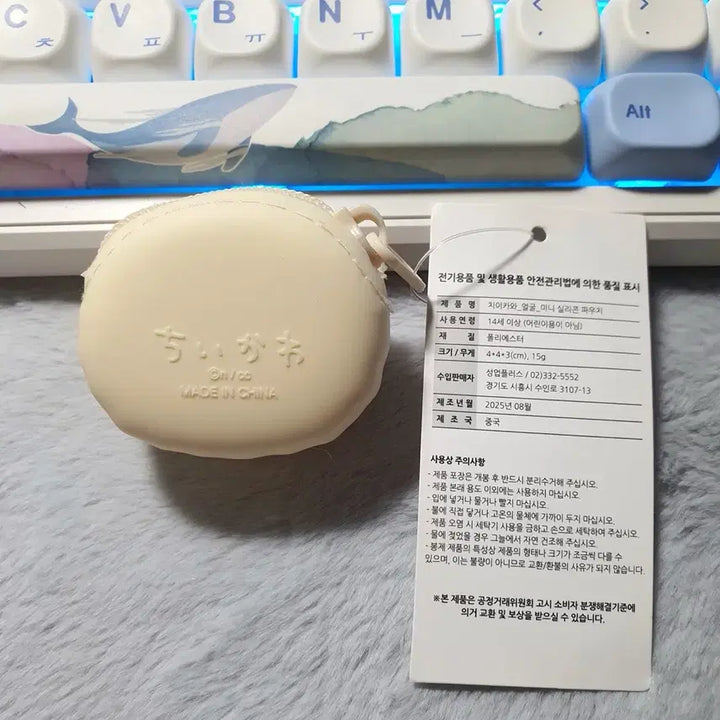 C
ㅊ
V
ㅍ
B
ㅠ
N
ㅜ
M
ㅡ
<
,
>
.
Alt
ちいかわ
©n/co
MADE IN CHINA
전기용품 및 생활용품 안전관리법에 의한 품질 표시
제 품 명 치이카와_얼굴_미니 실리콘 파우치
사용연령 14세 이상 (어린이용이 아님)
재 질 폴리에스터
크기 / 무게 4*4*3(cm), 15g
수입판매자 성업플러스 / 02)332-5552
경기도 시흥시 수인로 3107-13
제조년월 2025년 08월
제 조 국 중국
사용상 주의사항
- 제품 포장은 개봉 후 반드시 분리수거해 주십시오.
- 제품 본래 용도 이외에는 사용하지 마십시오.
- 입에 넣거나 물거나 빨지 마십시오.
- 불에 직접 닿거나 고온의 물체에 가까이 두지 마십시오.
- 제품 오염 시 세탁기 사용을 금하고 손으로 세탁하여 주십시오.
- 물에 젖었을 경우 그늘에서 자연 건조해 주십시오.
- 봉제 제품의 특성상 제품의 형태나 크기가 조금씩 다를 수
있으며, 이는 불량이 아니므로 교환/환불의 사유가 되지 않습니다.
※본 제품은 공정거래위원회 고시 소비자 분쟁해결기준에
의거 교환 및 보상을 받으실 수 있습니다.